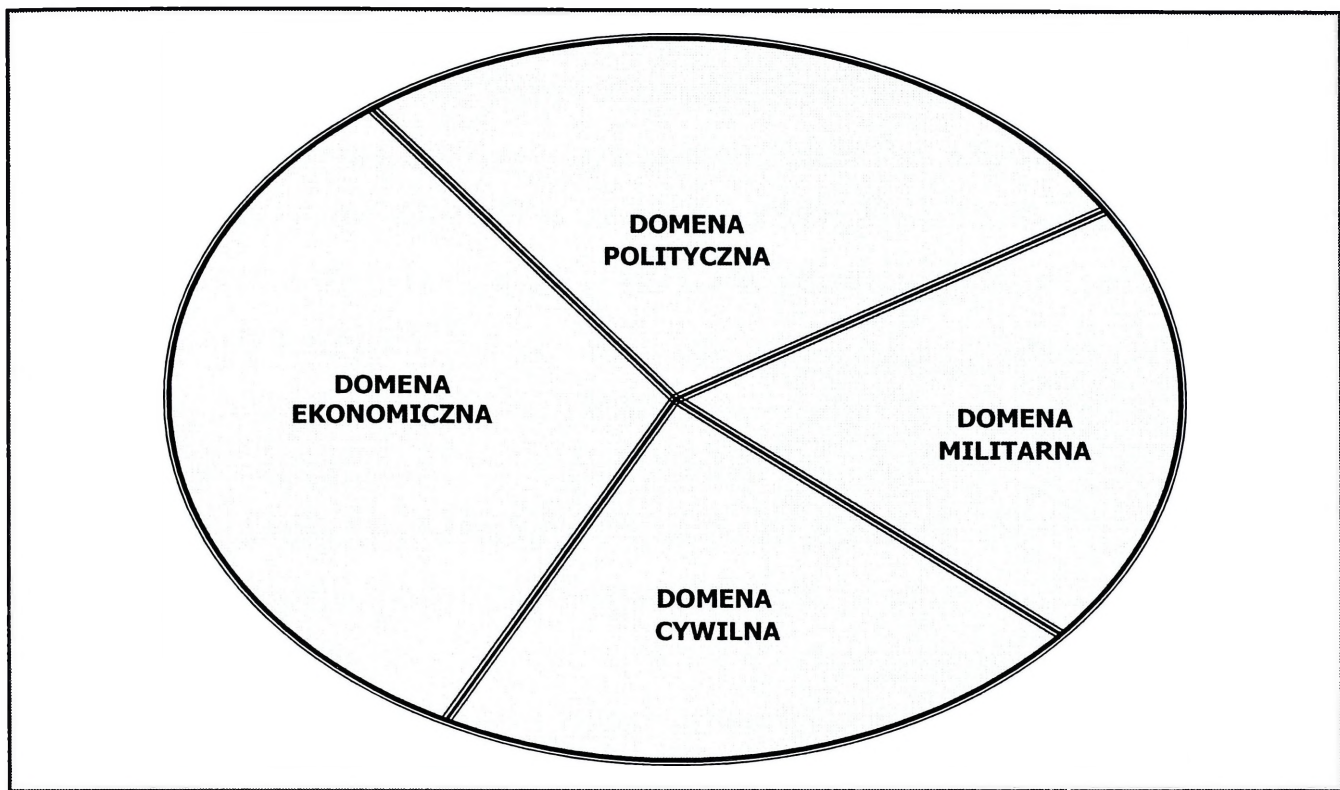 DOMENA
POLITYCZNA
DOMENA
EKONOMICZNA
DOMENA
MILITARNA
DOMENA
CYWILNA